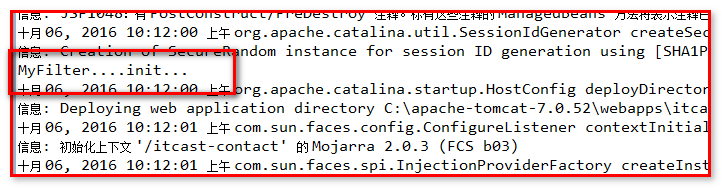 信息: JSF1048: 有 PostConstruct/PreDestroy 注释。标有这些注释的 ManagedBeans 方法将表示注释已
十月 06, 2016 10:12:00 上午 org.apache.catalina.util.SessionIdGenerator createSec
信息: Creation of SecureRandom instance for session ID generation using [SHA1P
MyFilter....init...
十月 06, 2016 10:12:00 上午 org.apache.catalina.startup.HostConfig deployDirector
信息: Deploying web application directory C:\apache-tomcat-7.0.52\webapps\itca
十月 06, 2016 10:12:01 上午 com.sun.faces.config.ConfigureListener contextInitial
信息: 初始化上下文 '/itcast-contact' 的 Mojarra 2.0.3 (FCS b03)
十月 06, 2016 10:12:01 上午 com.sun.faces.spi.InjectionProviderFactory createInst